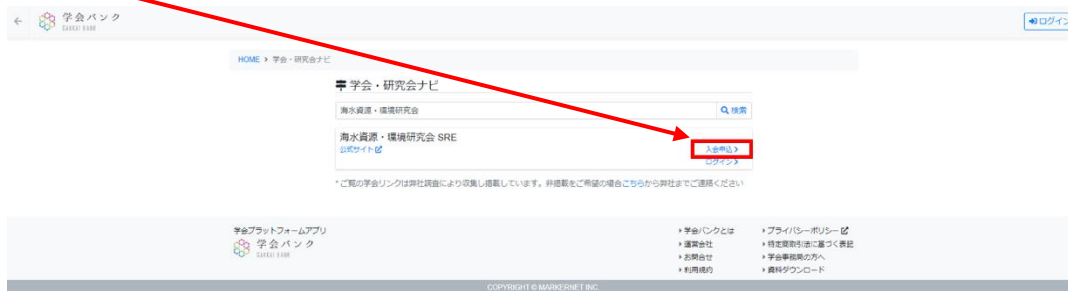 学会バンク
GAKKAI BANK
ログイン
HOME > 学会・研究会ナビ
学会・研究会ナビ
海水資源・環境研究会
検索
海水資源・環境研究会 SRE
公式サイト
入会申込 >
ログイン >
* ご覧の学会リンクは弊社調査により収集し掲載しています。非掲載をご希望の場合こちらから弊社までご連絡ください
学会プラットフォームアプリ
学会バンク
GAKKAI BANK
学会バンクとは
運営会社
お問合せ
利用規約
プライバシーポリシー
特定商取引法に基づく表記
学会事務局の方へ
資料ダウンロード
COPYRIGHT © MARKERNET INC.